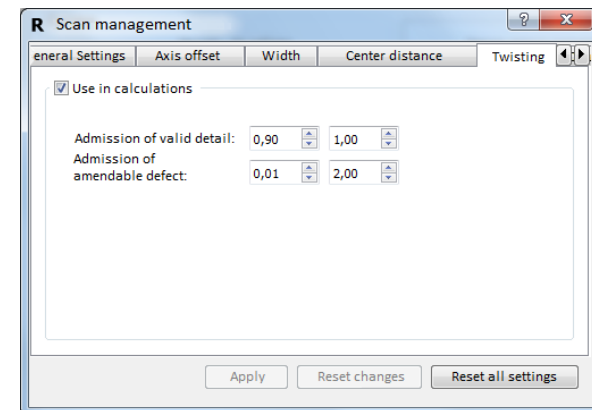 R Scan management ? x
eneral Settings Axis offset Width Center distance Twisting
Use in calculations
Admission of valid detail: 0,90 1,00
Admission of
amendable defect: 0,01 2,00
Apply Reset changes Reset all settings